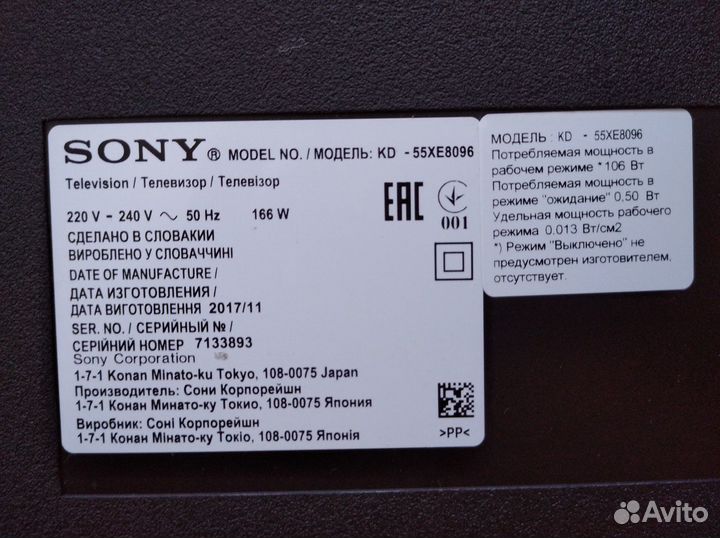 SONY® MODEL NO. / МОДЕЛЬ: KD - 55XE8096
Television / Телевизор / Телевізор
220 V - 240 V ~ 50 Hz 166 W
СДЕЛАНО В СЛОВАКИИ
ВИРОБЛЕНО У СЛОВАЧЧИНІ
DATE OF MANUFACTURE /
ДАТА ИЗГОТОВЛЕНИЯ /
ДАТА ВИГОТОВЛЕННЯ 2017/11
SER. NO. / СЕРИЙНЫЙ № /
СЕРІЙНИЙ НОМЕР 7133893
Sony Corporation
1-7-1 Konan Minato-ku Tokyo, 108-0075 Japan
Производитель: Сони Корпорейшн
1-7-1 Конан Минато-ку Токио, 108-0075 Япония
Виробник: Соні Корпорейшн
1-7-1 Конан Мінато-ку Токіо, 108-0075 Японія
EAC
001
>PP<
МОДЕЛЬ : KD - 55XE8096
Потребляемая мощность в
рабочем режиме *106 Вт
Потребляемая мощность в
режиме "ожидание" 0,50 Вт
Удельная мощность рабочего
режима 0.013 Вт/см2
*) Режим "Выключено" не
предусмотрен изготовителем,
отсутствует.
Avito